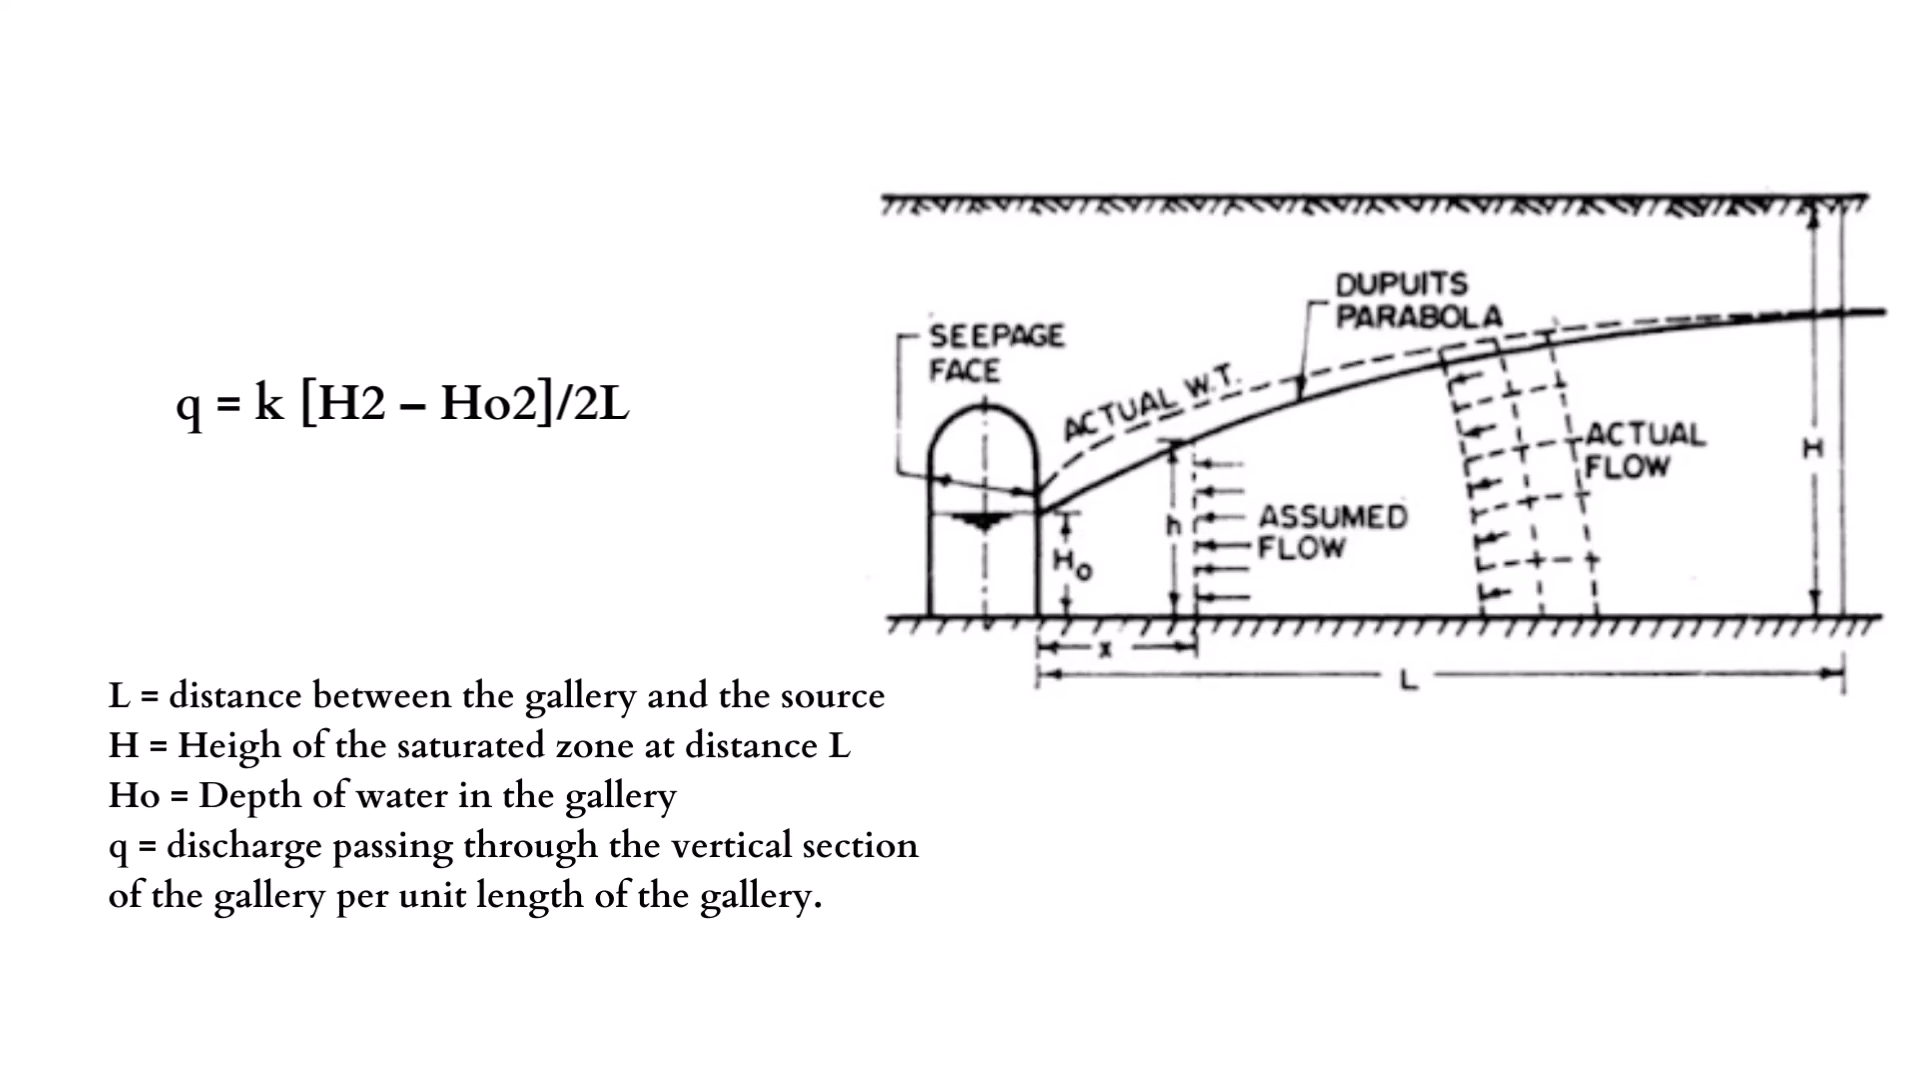 q = k [H2 – Ho2]/2L
SEEPAGE
FACE
DUPUITS
PARABOLA
ACTUAL W.T.
ACTUAL
FLOW
H
h
ASSUMED
FLOW
Ho
x
L
L = distance between the gallery and the source
H = Heigh of the saturated zone at distance L
Ho = Depth of water in the gallery
q = discharge passing through the vertical section
of the gallery per unit length of the gallery.